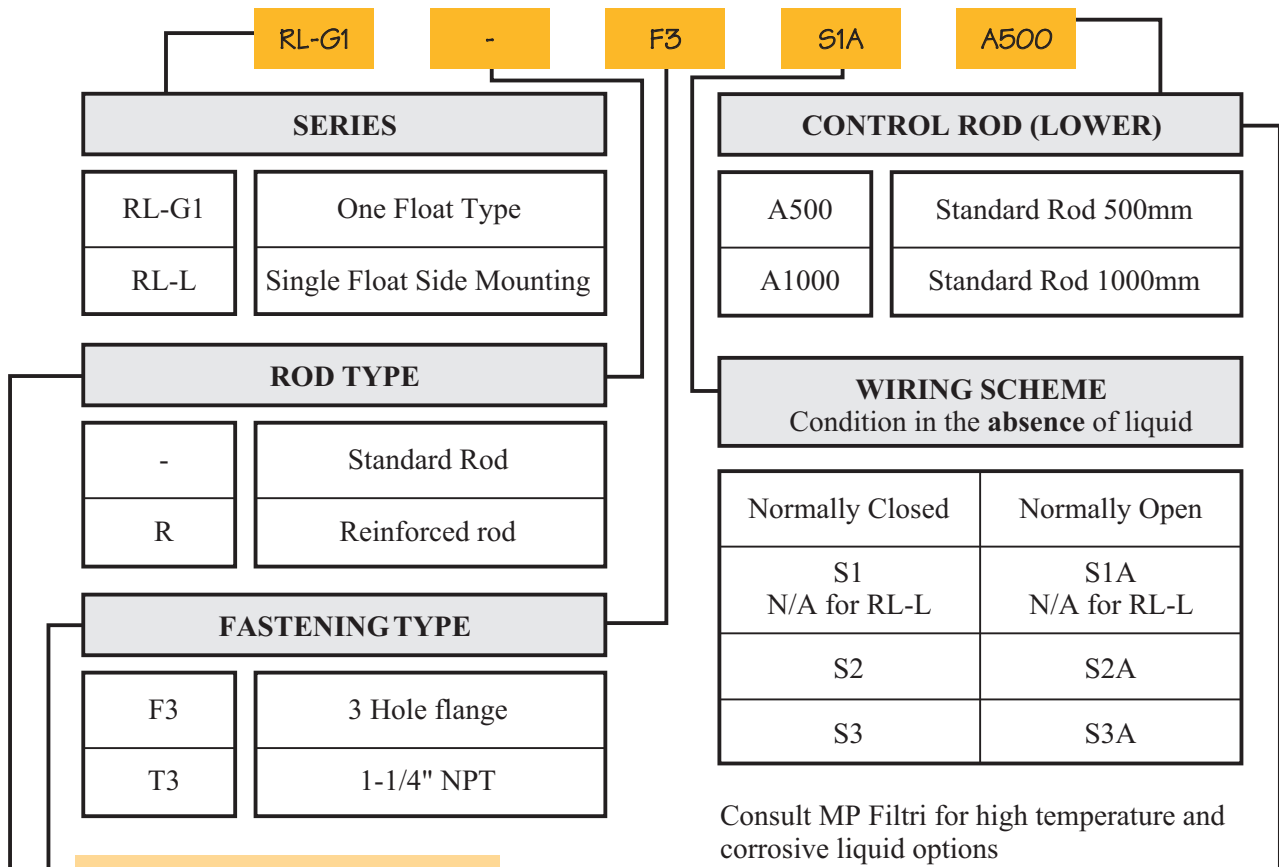 RL-G1 - F3 S1A A500
SERIES
RL-G1 One Float Type
RL-L Single Float Side Mounting
ROD TYPE
- Standard Rod
R Reinforced rod
FASTENING TYPE
F3 3 Hole flange
T3 1-1/4" NPT
CONTROL ROD (LOWER)
A500 Standard Rod 500mm
A1000 Standard Rod 1000mm
WIRING SCHEME
Condition in the absence of liquid
Normally Closed Normally Open
S1 S1A
N/A for RL-L N/A for RL-L
S2 S2A
S3 S3A
Consult MP Filtri for high temperature and
corrosive liquid options